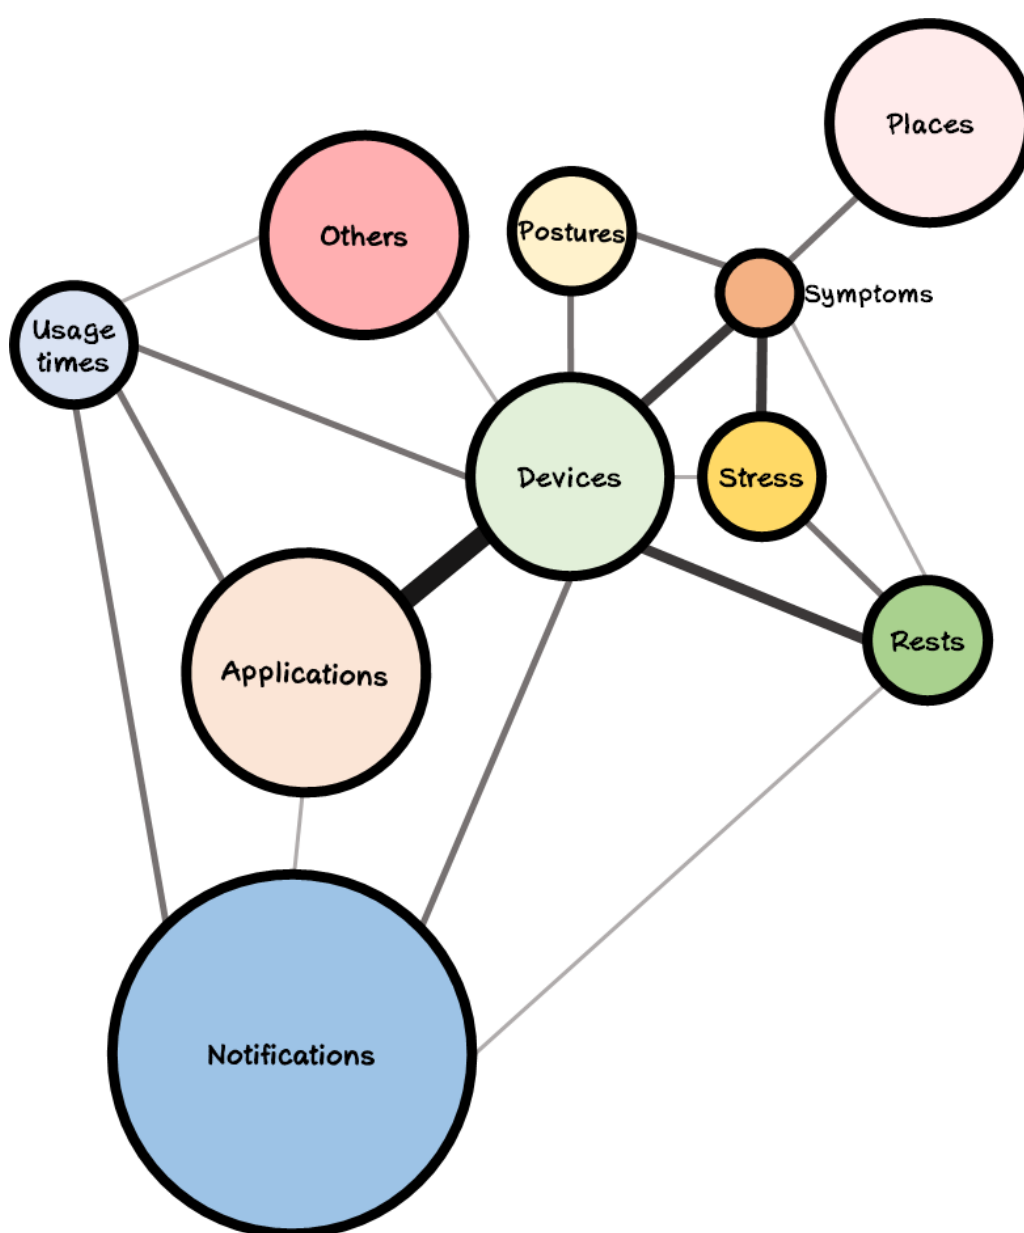 Places
Others
Postures
Symptoms
Usage
times
Devices
Stress
Rests
Applications
Notifications